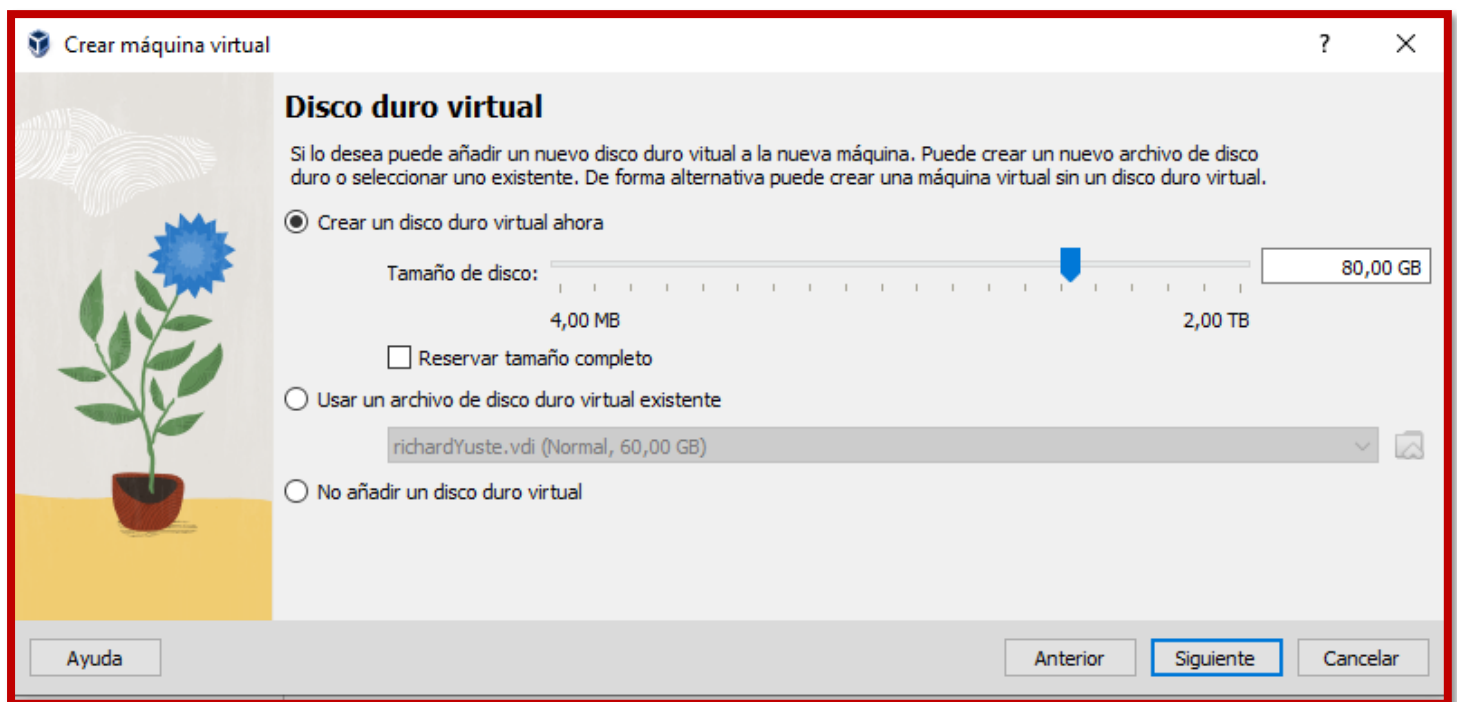 Crear máquina virtual
?
Disco duro virtual
Si lo desea puede añadir un nuevo disco duro vitual a la nueva máquina. Puede crear un nuevo archivo de disco
duro o seleccionar uno existente. De forma alternativa puede crear una máquina virtual sin un disco duro virtual.
Crear un disco duro virtual ahora
Tamaño de disco:
80,00 GB
4,00 MB
2,00 TB
Reservar tamaño completo
Usar un archivo de disco duro virtual existente
richardYuste.vdi (Normal, 60,00 GB)
No añadir un disco duro virtual
Ayuda
Anterior
Siguiente
Cancelar